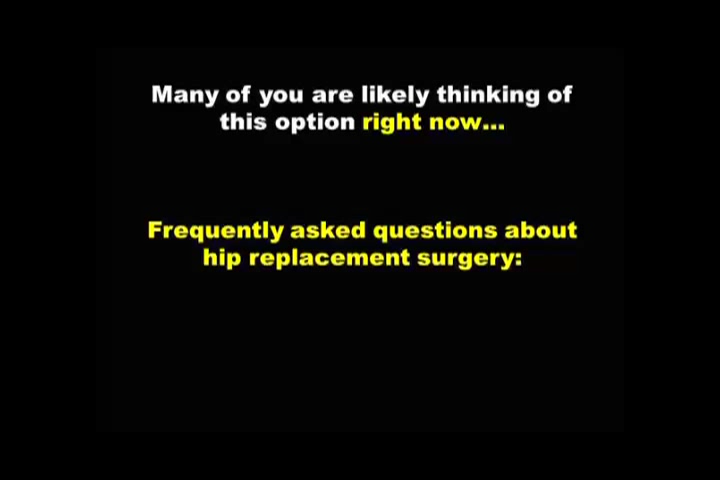 Many of you are likely thinking of
this option right now...
Frequently asked questions about
hip replacement surgery: